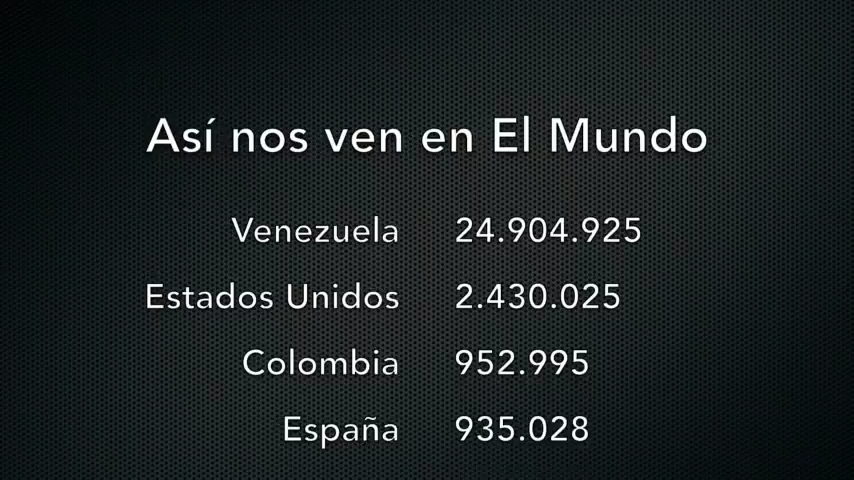 Así nos ven en El Mundo
Venezuela 24.904.925
Estados Unidos 2.430.025
Colombia 952.995
España 935.028